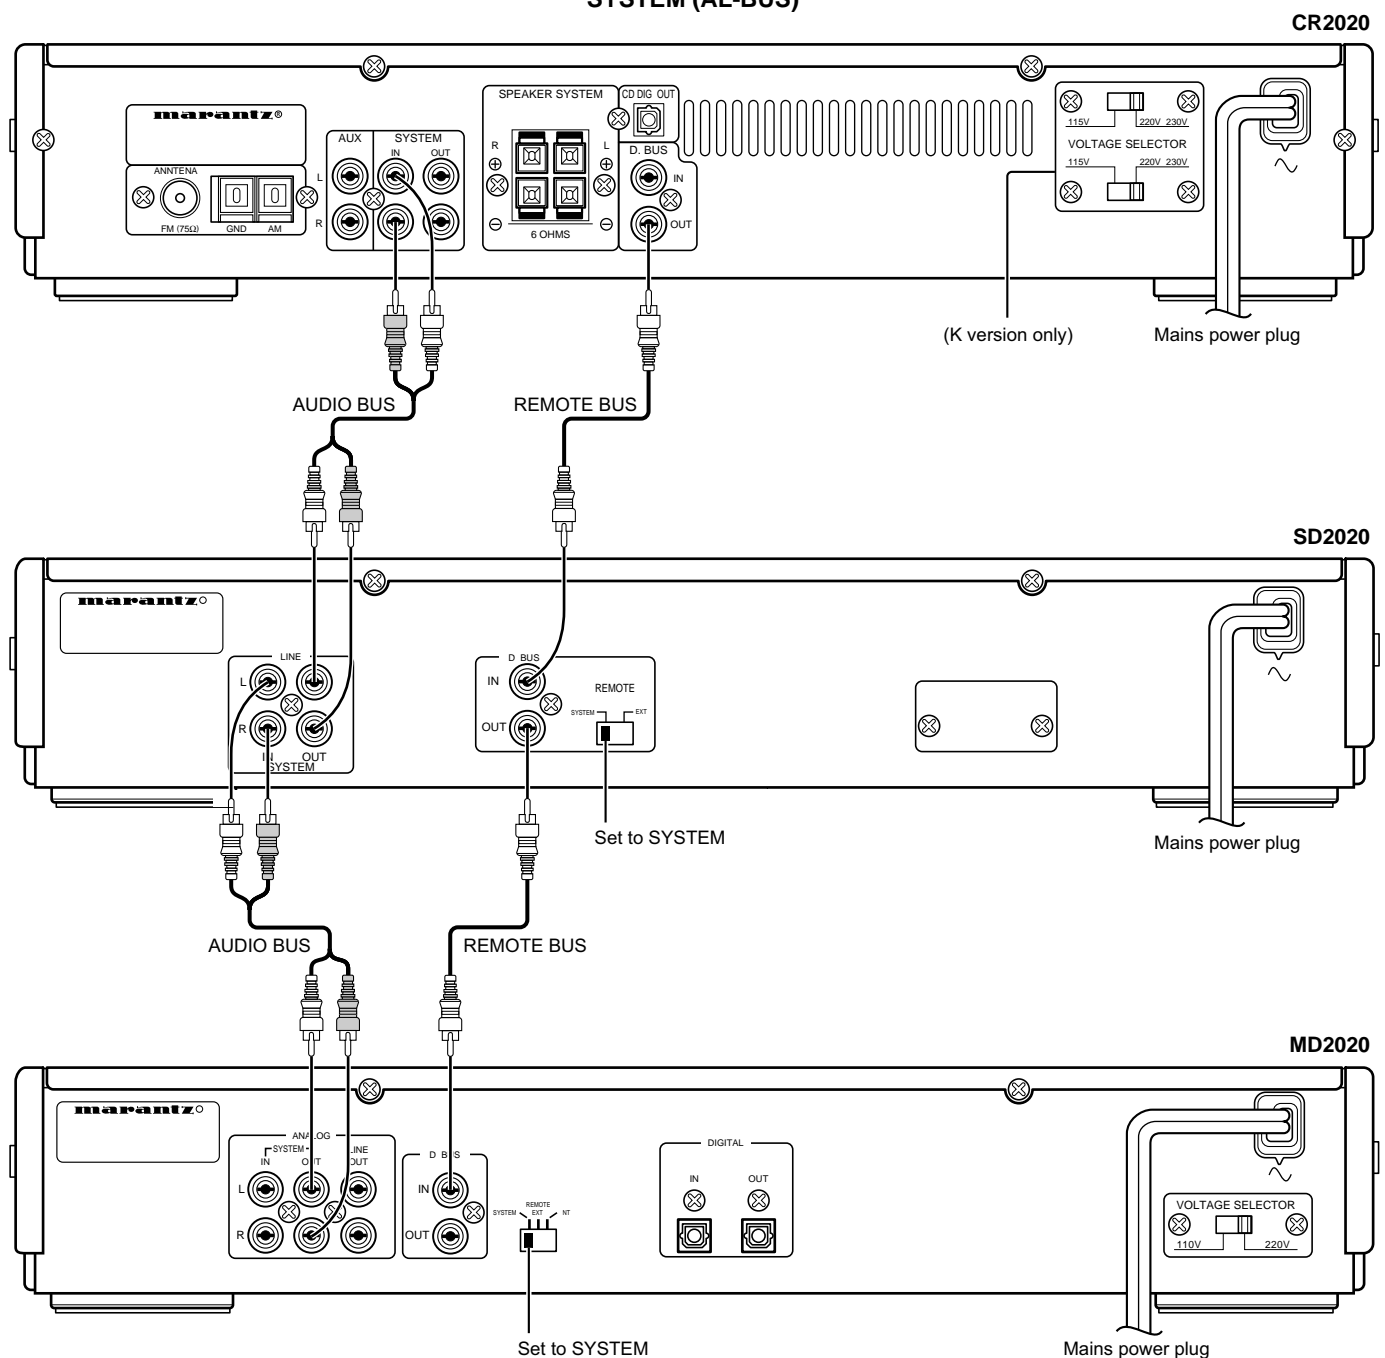 SYSTEM (AL-BUS)
CR2020
marantz®
ANNTENA
FM (75Ω) GND AM
AUX SYSTEM
IN OUT
L
R
SPEAKER SYSTEM
R L
⊕ ⊕
⊖ ⊖
6 OHMS
CD DIG OUT
D. BUS
IN
OUT
115V 220V 230V
VOLTAGE SELECTOR
115V 220V 230V
(K version only)
Mains power plug
AUDIO BUS
REMOTE BUS
SD2020
marantz
LINE
L
R
IN OUT
SYSTEM
D BUS
IN
OUT
REMOTE
SYSTEM EXT
Set to SYSTEM
Mains power plug
AUDIO BUS
REMOTE BUS
MD2020
marantz
ANALOG
SYSTEM LINE
IN OUT OUT
L
R
D BUS
IN
OUT
REMOTE
SYSTEM EXT NT
DIGITAL
IN OUT
VOLTAGE SELECTOR
110V 220V
Set to SYSTEM
Mains power plug